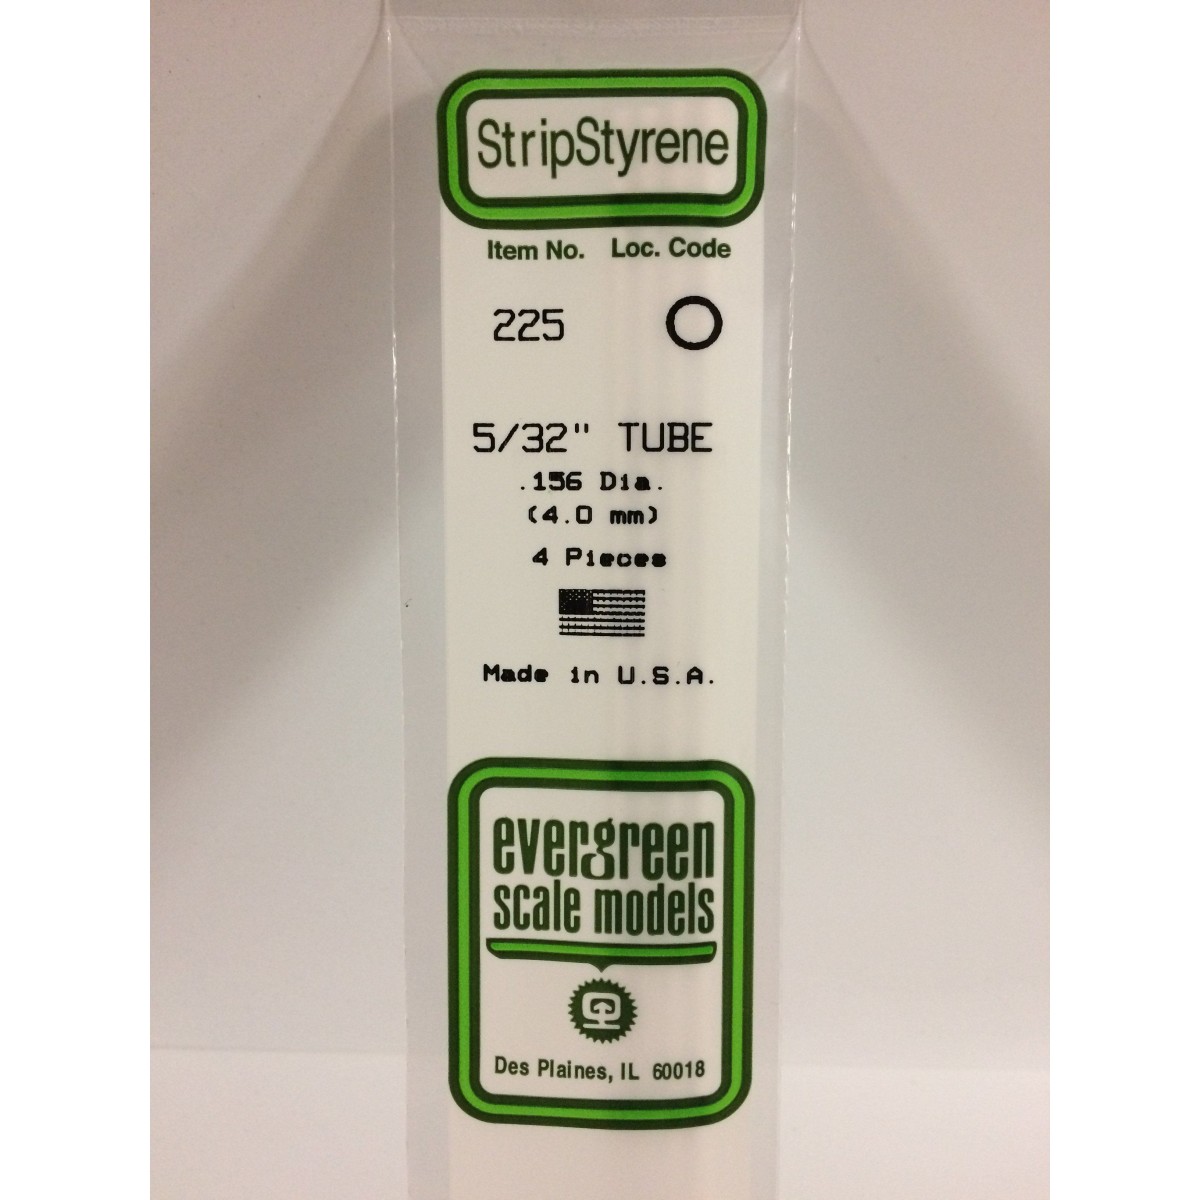 StripStyrene
Item No. Loc. Code
225
5/32" TUBE
.156 Dia.
(4.0 mm)
4 Pieces
Made in U.S.A.
evergreen
scale models
Des Plaines, IL 60018